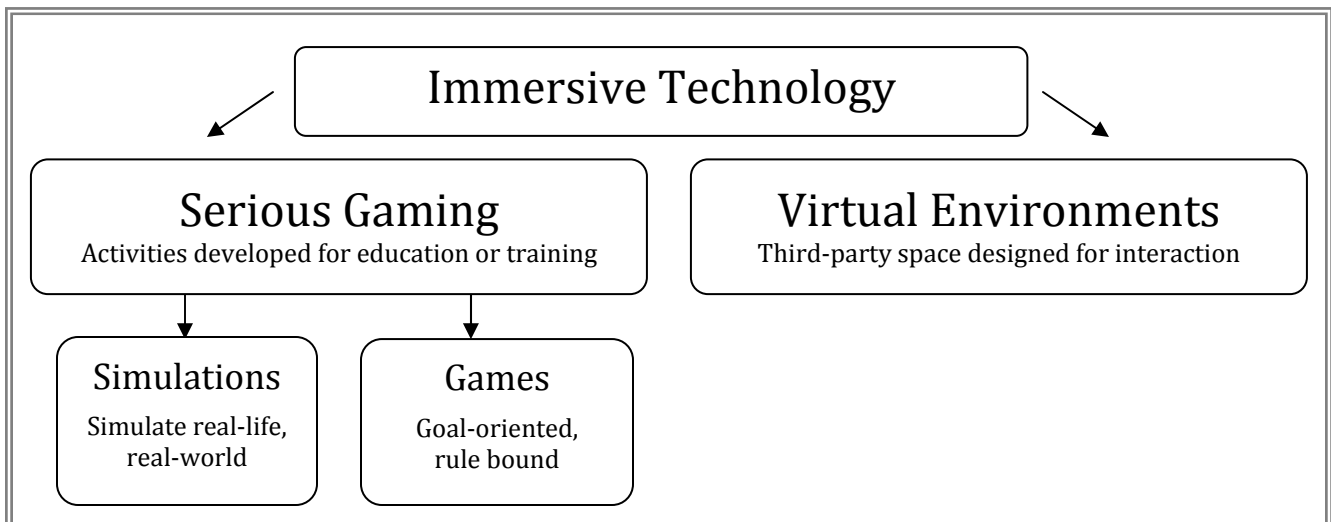 Immersive Technology
Serious Gaming
Activities developed for education or training
Virtual Environments
Third-party space designed for interaction
Simulations
Simulate real-life,
real-world
Games
Goal-oriented,
rule bound